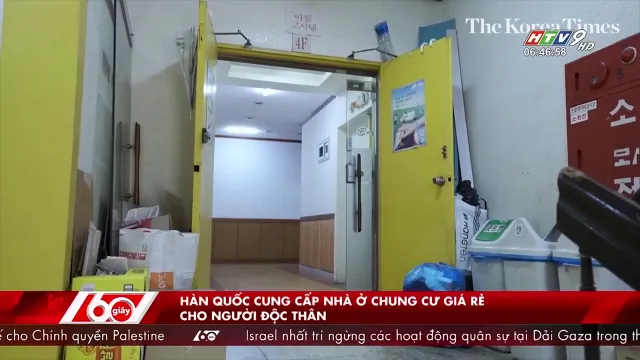 The Korea Times
HTV9 HD
06:46:58
4F
소
HÀN QUỐC CUNG CẤP NHÀ Ở CHUNG CƯ GIÁ RẺ
CHO NGƯỜI ĐỘC THÂN
60 giây
ế cho Chính quyền Palestine 60 Israel nhất trí ngừng các hoạt động quân sự tại Dải Gaza trong th